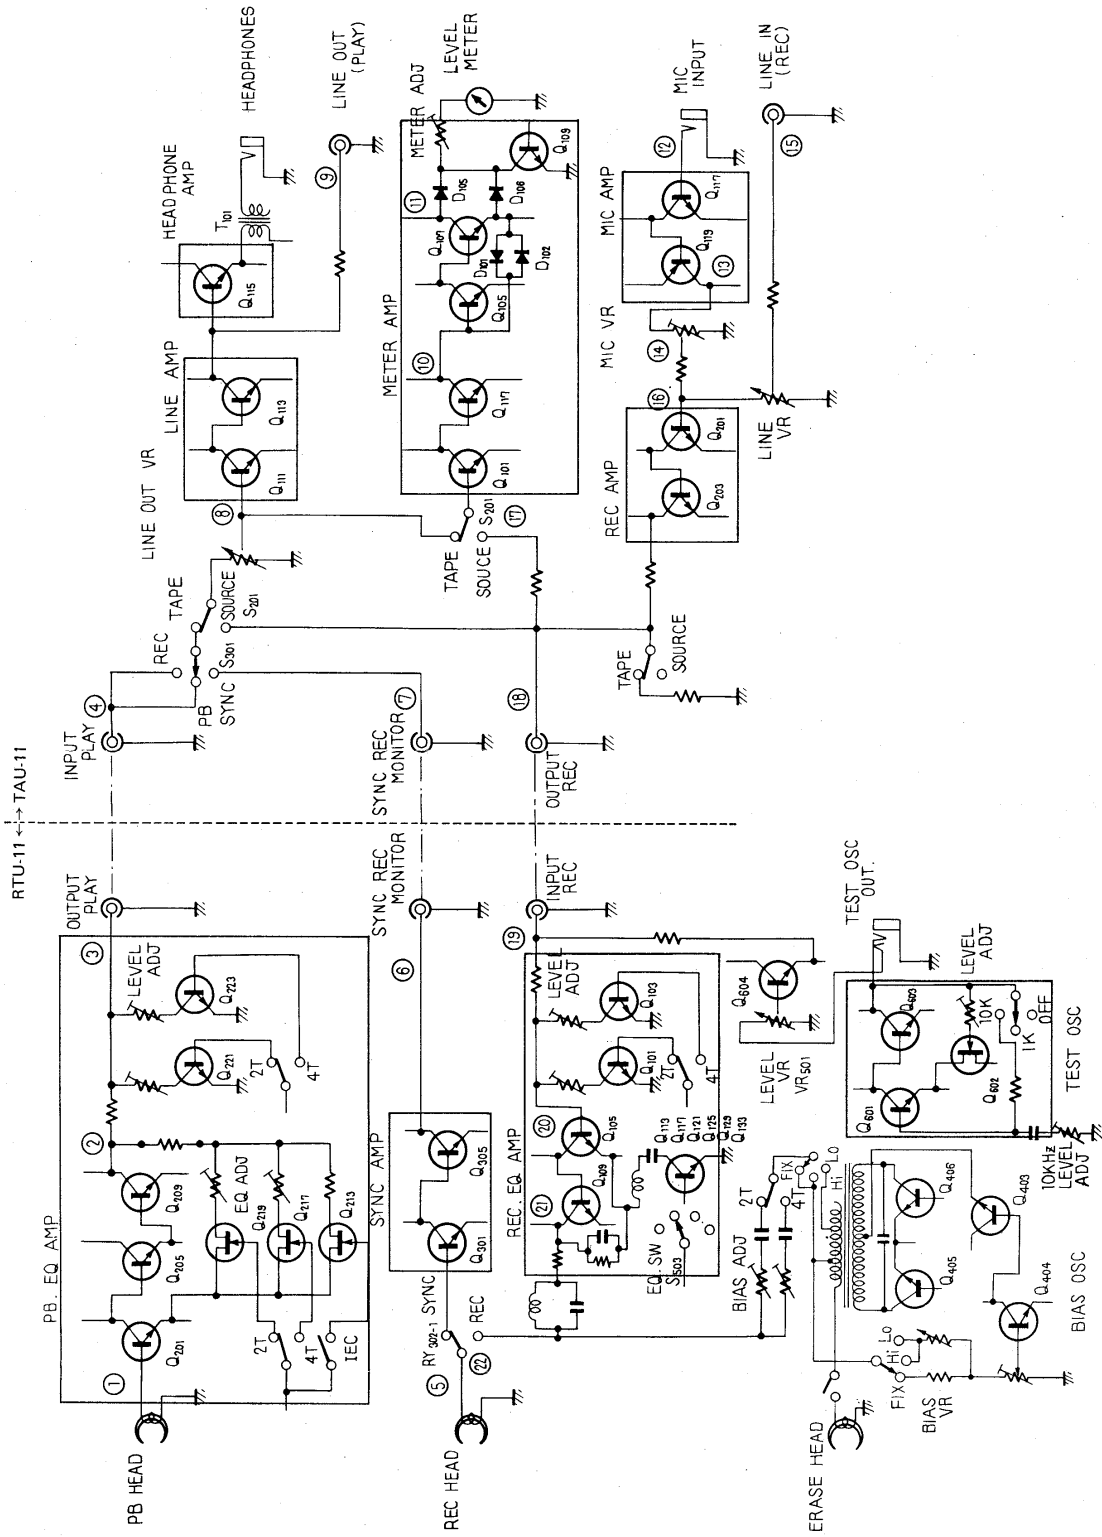 RTU-11 ←→ TAU-11
PB HEAD
①
PB. EQ AMP
Q201
Q205
Q209
②
③
LEVEL
ADJ
Q221
Q223
2T
4T
EQ ADJ
Q219
Q217
Q213
2T
4T
IEC
OUTPUT
PLAY
INPUT
PLAY
④
REC
PB
SYNC
S301
TAPE
SOURCE
S201
LINE OUT VR
⑧
LINE AMP
Q111
Q113
HEADPHONE
AMP
Q115
T101
HEADPHONES
⑨
LINE OUT
(PLAY)
REC HEAD
⑤
RY302-1 SYNC
REC
㉒
SYNC AMP
Q301
Q305
⑥
SYNC REC
MONITOR
SYNC REC
MONITOR
⑦
TAPE
SOUCE
S201
⑰
METER AMP
Q101
Q117
⑩
Q105
Q107
D101
D102
⑪
D105
D106
METER ADJ
Q109
LEVEL
METER
REC. EQ AMP
㉑
⑳
Q109
Q105
Q101
Q103
LEVEL
ADJ
2T
4T
⑲
EQ. SW
S503
Q113
Q117
Q121
Q125
Q129
Q133
INPUT
REC
OUTPUT
REC
⑱
TAPE
SOURCE
REC AMP
Q203
Q201
⑯
⑭
MIC VR
MIC AMP
Q119
Q117
⑬
⑫
MIC
INPUT
LINE
VR
⑮
LINE IN
(REC)
BIAS ADJ
2T
4T
FIX
Hi
Lo
LEVEL
VR
VR501
Q604
TEST OSC
OUT.
ERASE HEAD
FIX
Hi
Lo
BIAS
VR
Q405
Q406
Q404
Q403
BIAS OSC
10KHz
LEVEL
ADJ
Q601
Q603
Q602
10K
1K
OFF
LEVEL
ADJ
TEST OSC